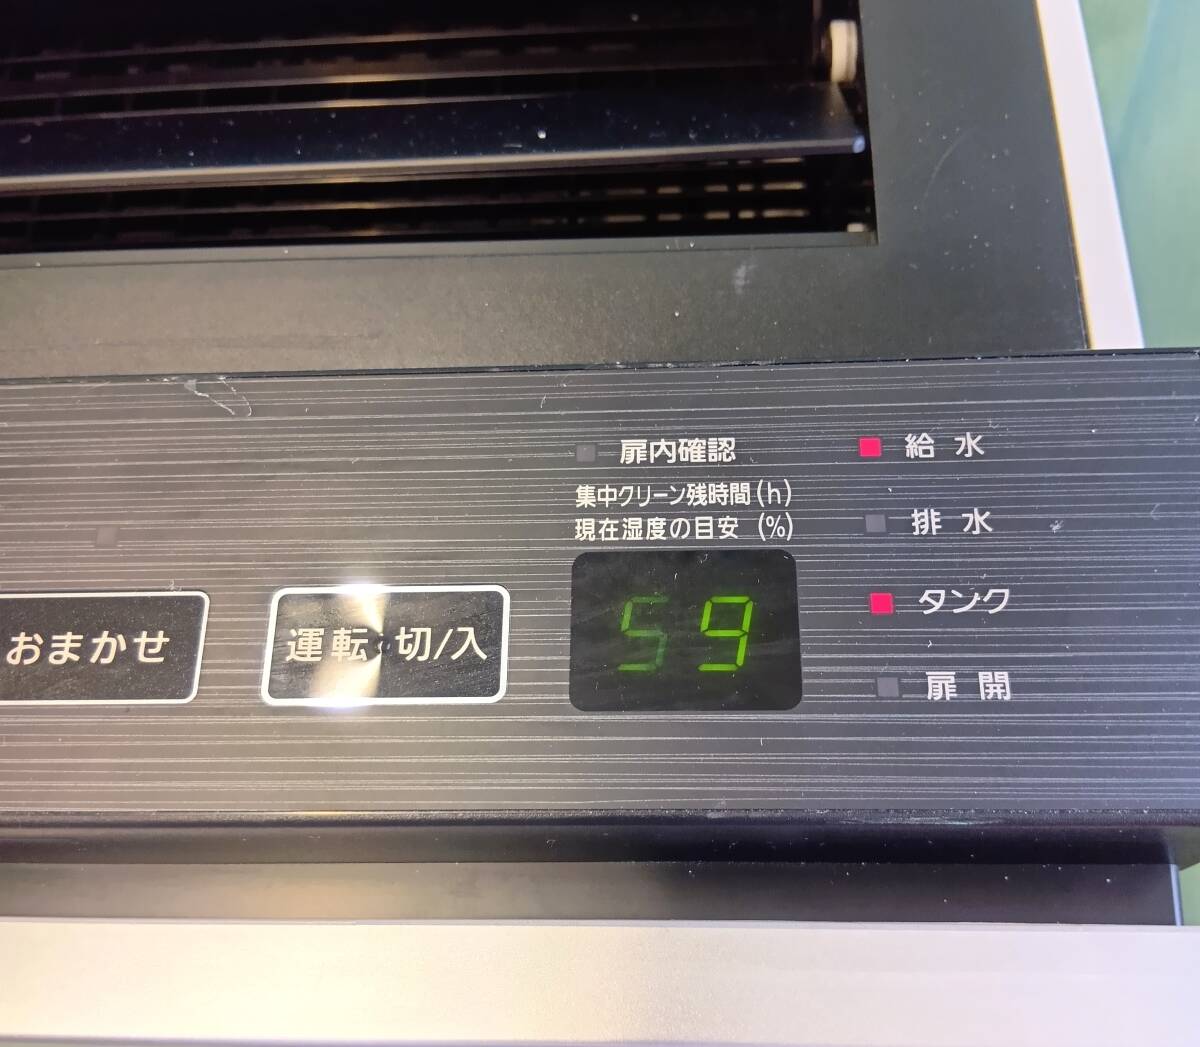 扉内確認
集中クリーン残時間(h)
現在湿度の目安 (%)
59
おまかせ
運転 切/入
給水
排水
タンク
扉開